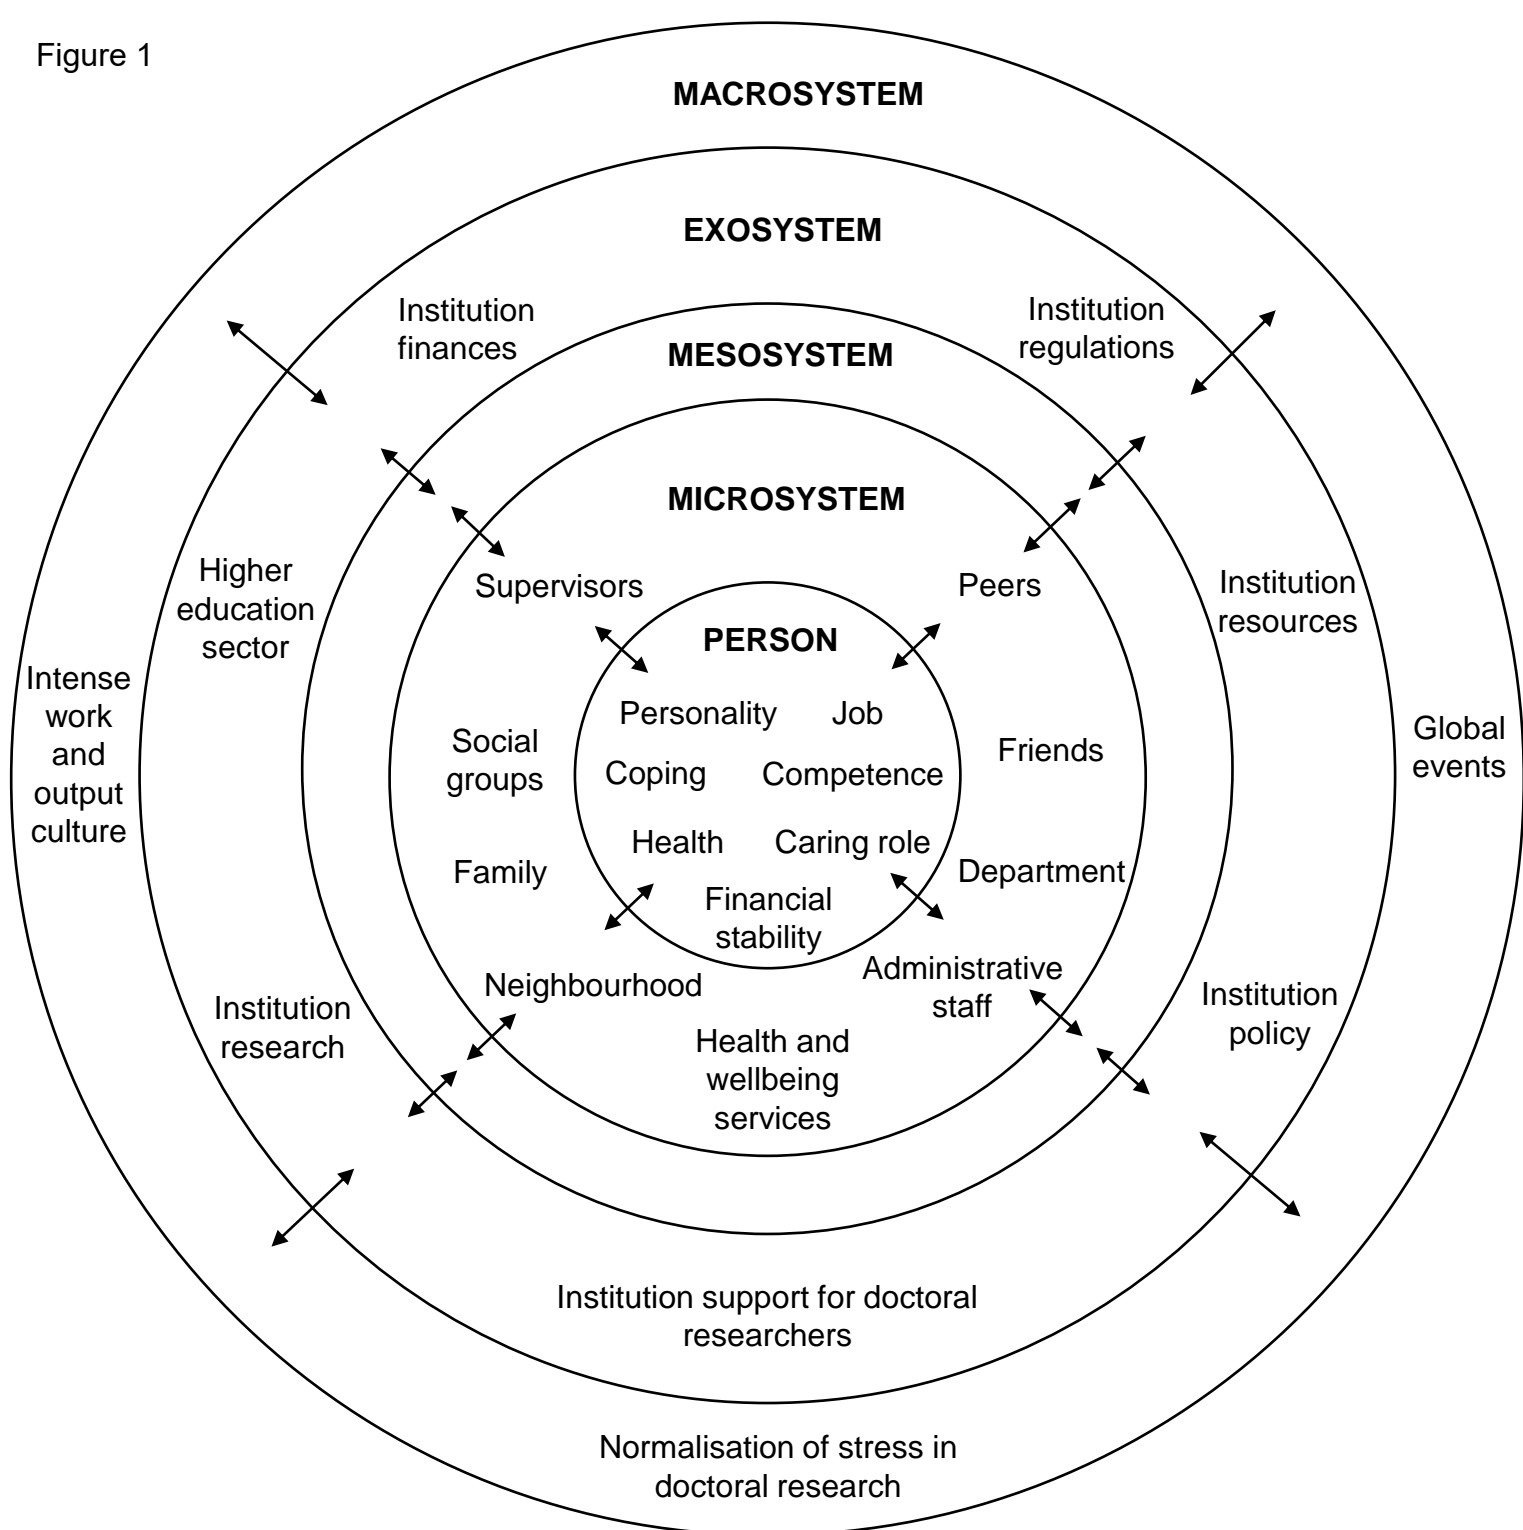 Figure 1
MACROSYSTEM
EXOSYSTEM
Institution
finances
Institution
regulations
MESOSYSTEM
MICROSYSTEM
Higher
education
sector
Supervisors
Peers
Institution
resources
PERSON
Intense
work
and
output
culture
Personality
Job
Social
groups
Coping
Competence
Friends
Global
events
Health
Caring role
Family
Department
Financial
stability
Neighbourhood
Administrative
staff
Institution
research
Institution
policy
Health and
wellbeing
services
Institution support for doctoral
researchers
Normalisation of stress in
doctoral research